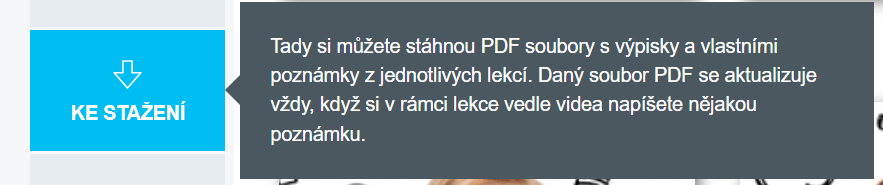 KE STAŽENÍ
Tady si můžete stáhnou PDF soubory s výpisky a vlastními
poznámky z jednotlivých lekcí. Daný soubor PDF se aktualizuje
vždy, když si v rámci lekce vedle videa napíšete nějakou
poznámku.